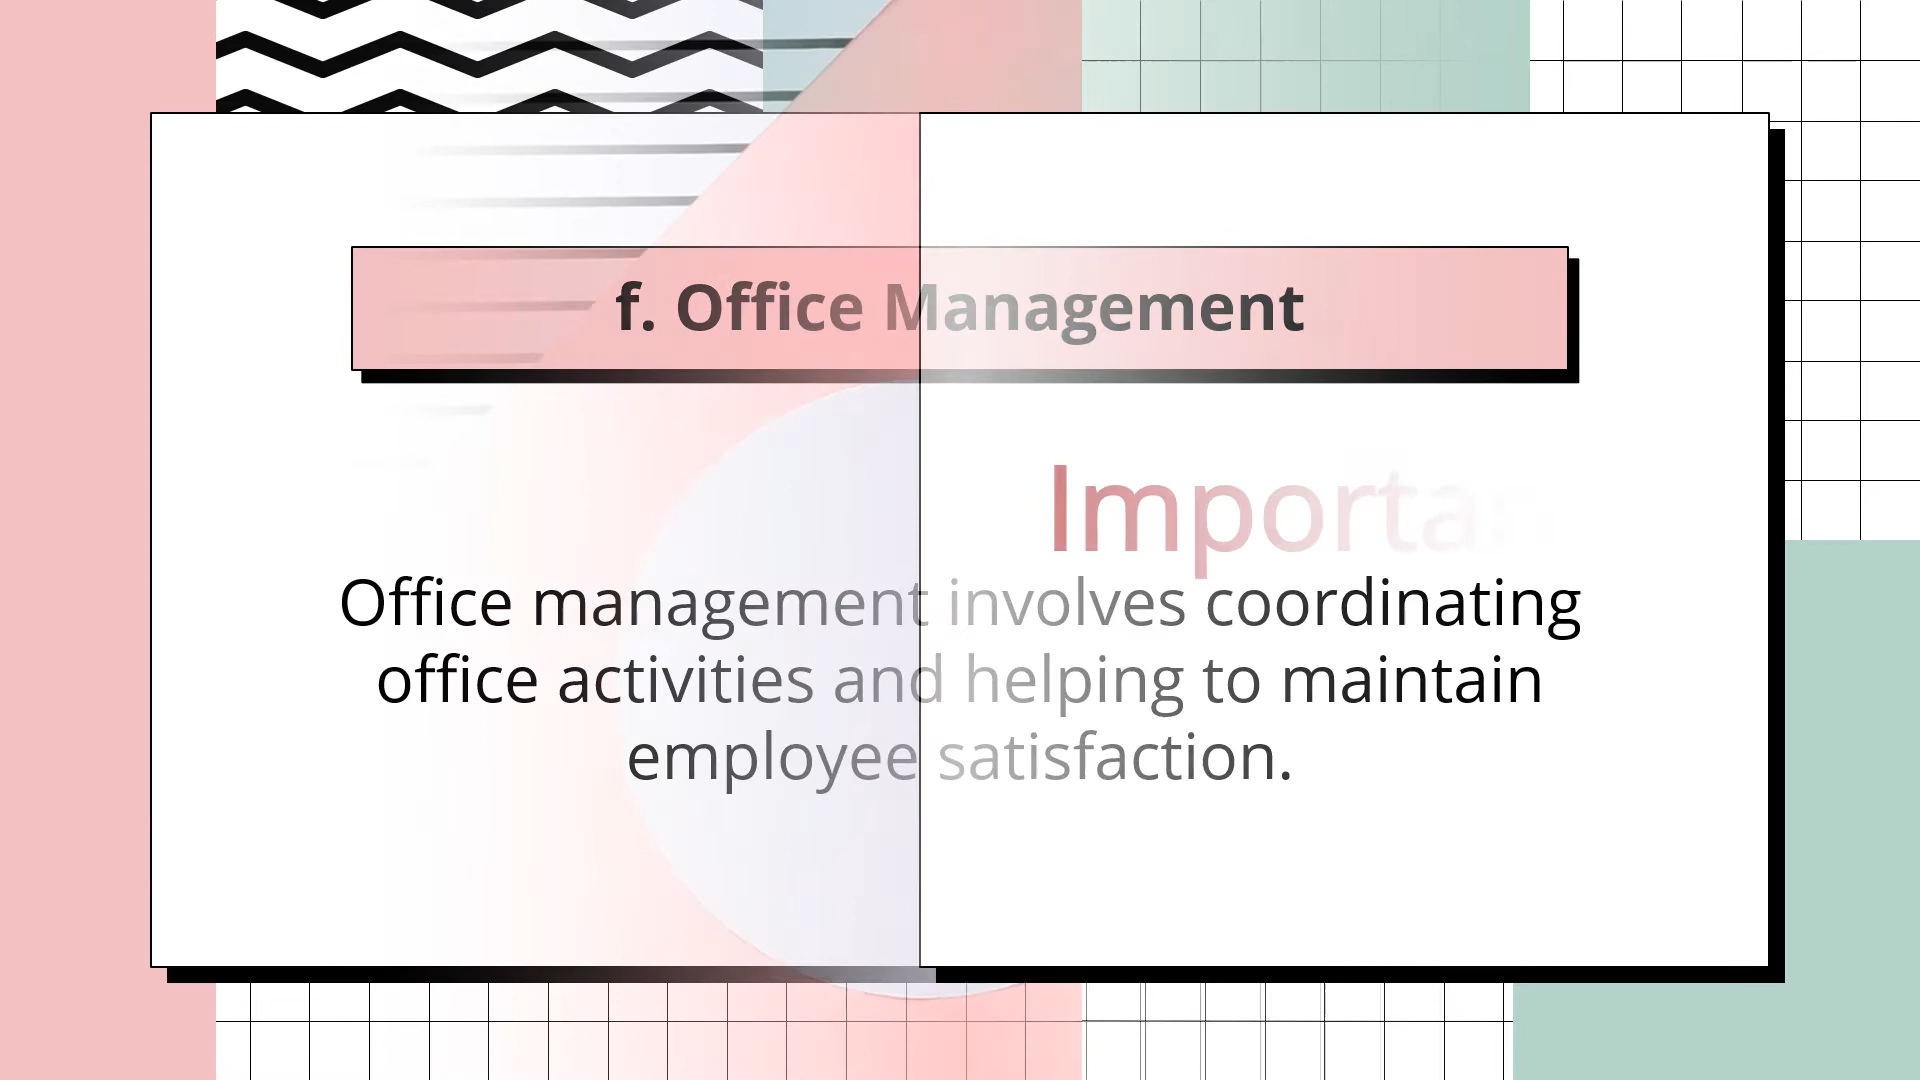 f. Office Management
Office management involves coordinating
office activities and helping to maintain
employee satisfaction.